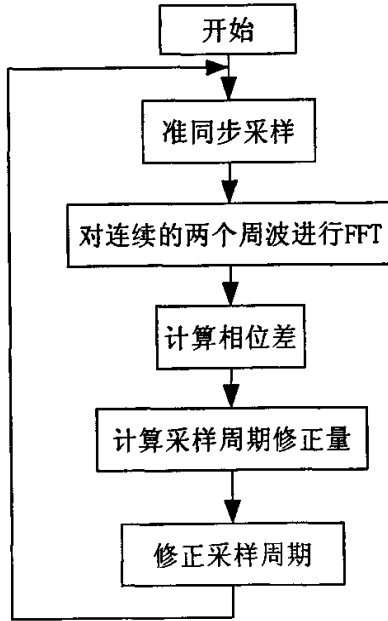 开始
准同步采样
对连续的两个周波进行FFT
计算相位差
计算采样周期修正量
修正采样周期